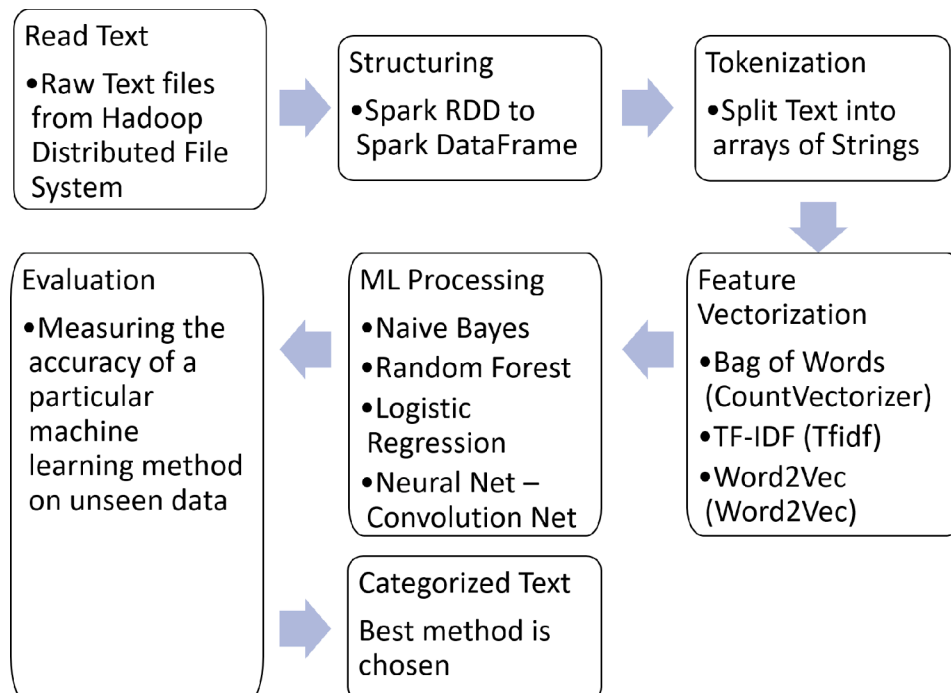 Read Text
•Raw Text files
from Hadoop
Distributed File
System
Structuring
•Spark RDD to
Spark DataFrame
Tokenization
•Split Text into
arrays of Strings
Feature
Vectorization
•Bag of Words
(CountVectorizer)
•TF-IDF (Tfidf)
•Word2Vec
(Word2Vec)
ML Processing
•Naive Bayes
•Random Forest
•Logistic
Regression
•Neural Net –
Convolution Net
Evaluation
•Measuring the
accuracy of a
particular
machine
learning method
on unseen data
Categorized Text
Best method is
chosen